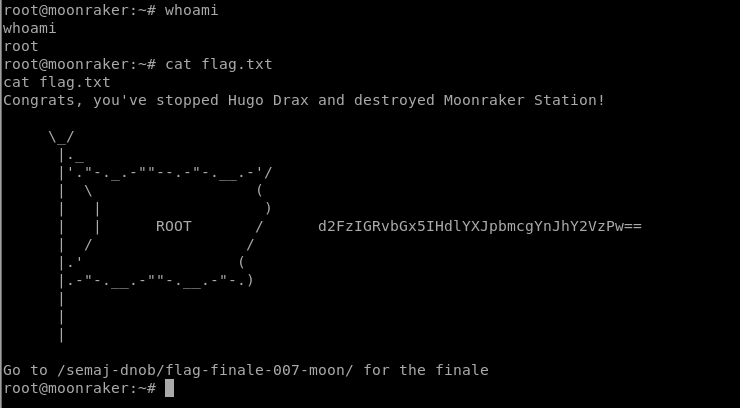 root@moonraker:~# whoami
whoami
root
root@moonraker:~# cat flag.txt
cat flag.txt
Congrats, you've stopped Hugo Drax and destroyed Moonraker Station!
     \_/
      |._
      |'."-._.-""--.-"-.__.-'/
      |  \                  (
      |   |                  )
      |   |      ROOT       /      d2FzIGRvbGx5IHdlYXJpbmcgYnJhY2VzPw==
      |  /                 /
      |.'                 (
      |.-"-.__.-""-.__.-"-.)
      |
      |
      |
Go to /semaj-dnob/flag-finale-007-moon/ for the finale
root@moonraker:~#